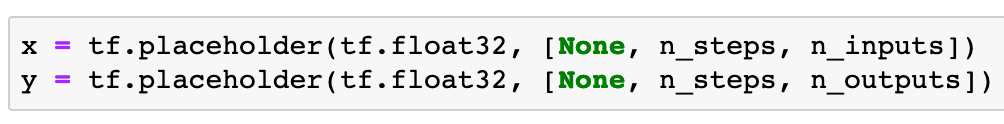 x = tf.placeholder(tf.float32, [None, n_steps, n_inputs])
y = tf.placeholder(tf.float32, [None, n_steps, n_outputs])